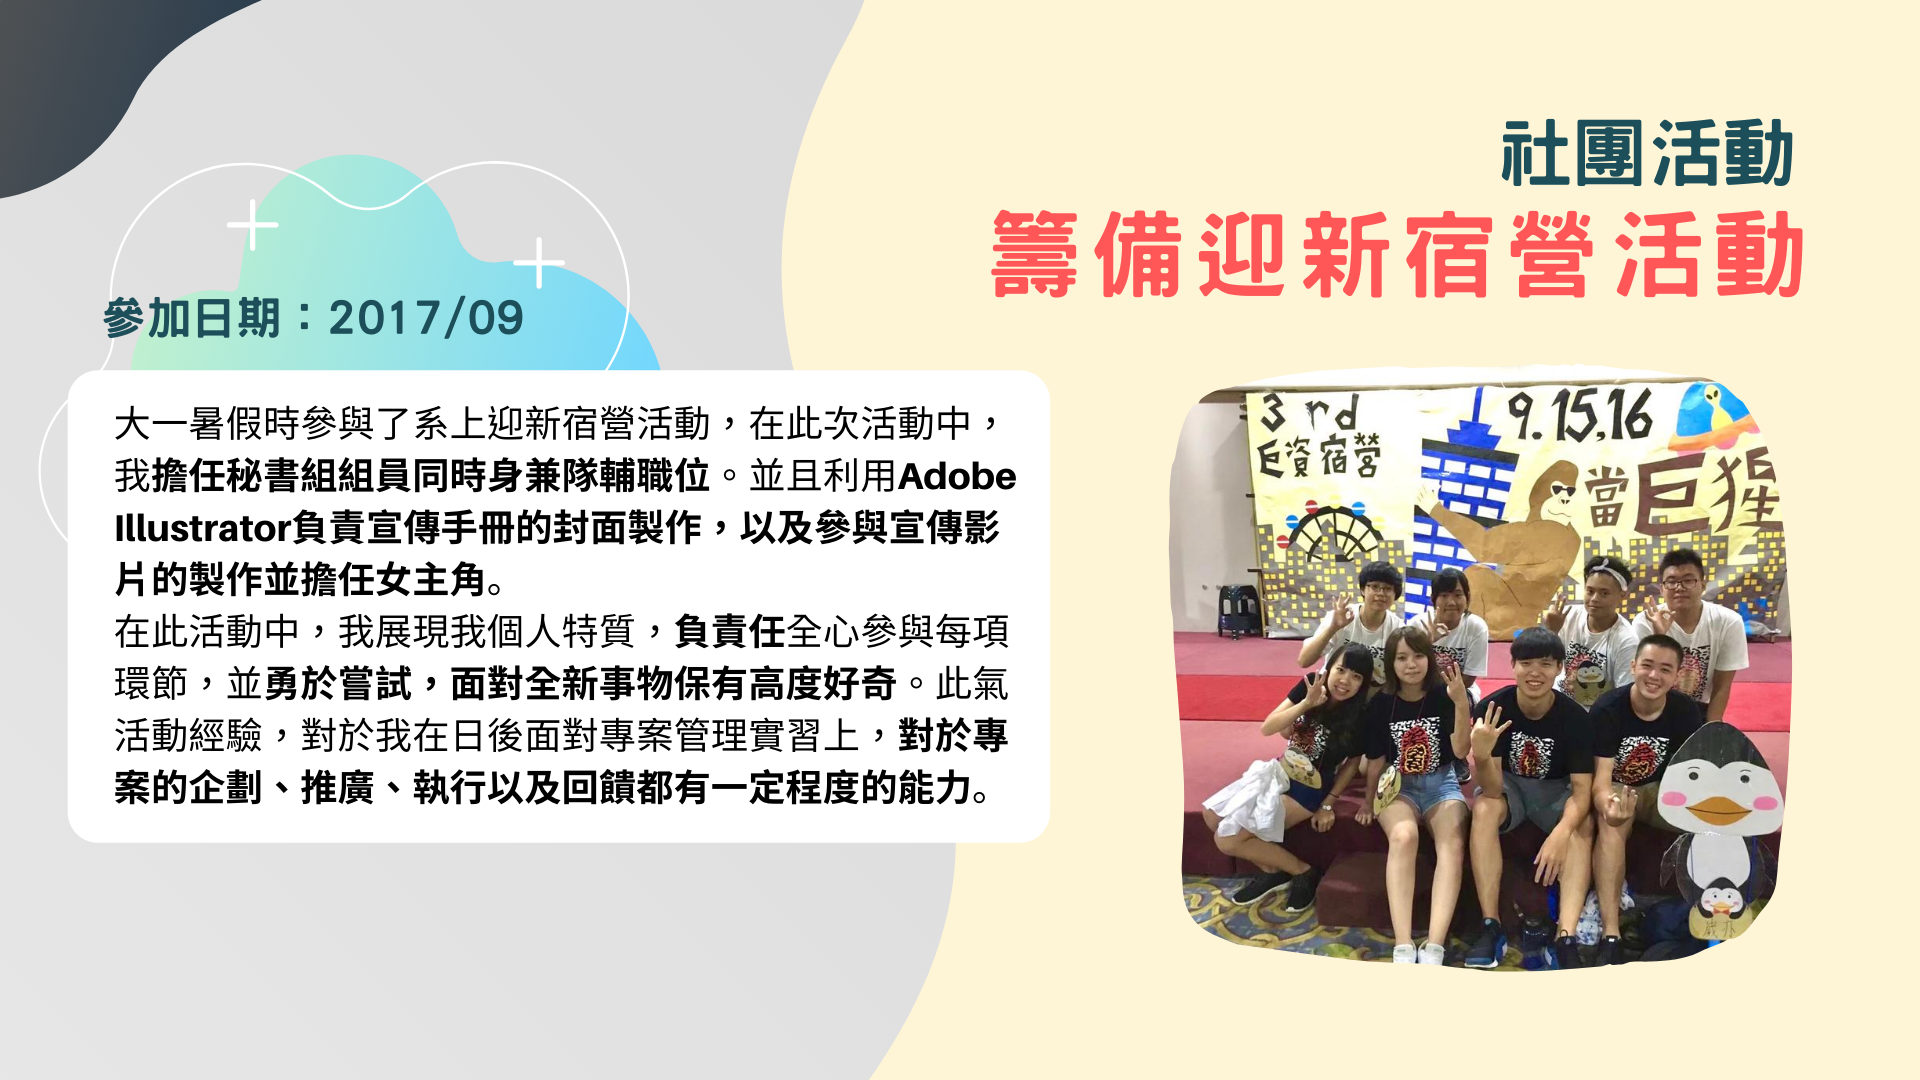 社團活動
籌備迎新宿營活動
參加日期：2017/09
大一暑假時參與了系上迎新宿營活動，在此次活動中，
我擔任秘書組組員同時身兼隊輔職位。並且利用Adobe
Illustrator負責宣傳手冊的封面製作，以及參與宣傳影
片的製作並擔任女主角。
在此活動中，我展現我個人特質，負責任全心參與每項
環節，並勇於嘗試，面對全新事物保有高度好奇。此氣
活動經驗，對於我在日後面對專案管理實習上，對於專
案的企劃、推廣、執行以及回饋都有一定程度的能力。
3rd
巨資宿營
9.15,16
當巨猩